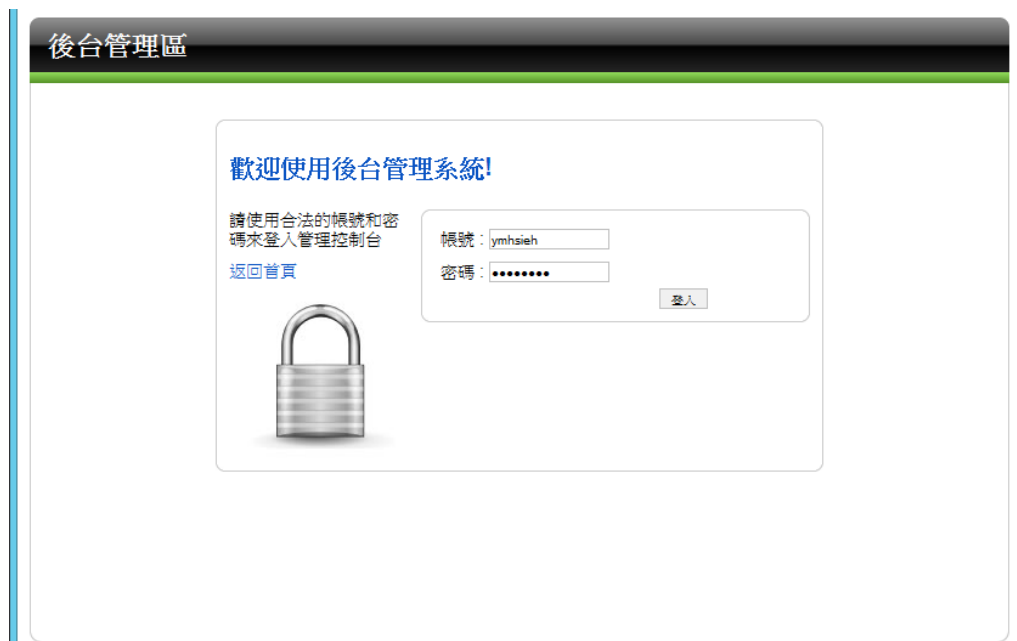 後台管理區
歡迎使用後台管理系統!
請使用合法的帳號和密
碼來登入管理控制台
返回首頁
帳號：ymhsieh
密碼：••••••••
登入